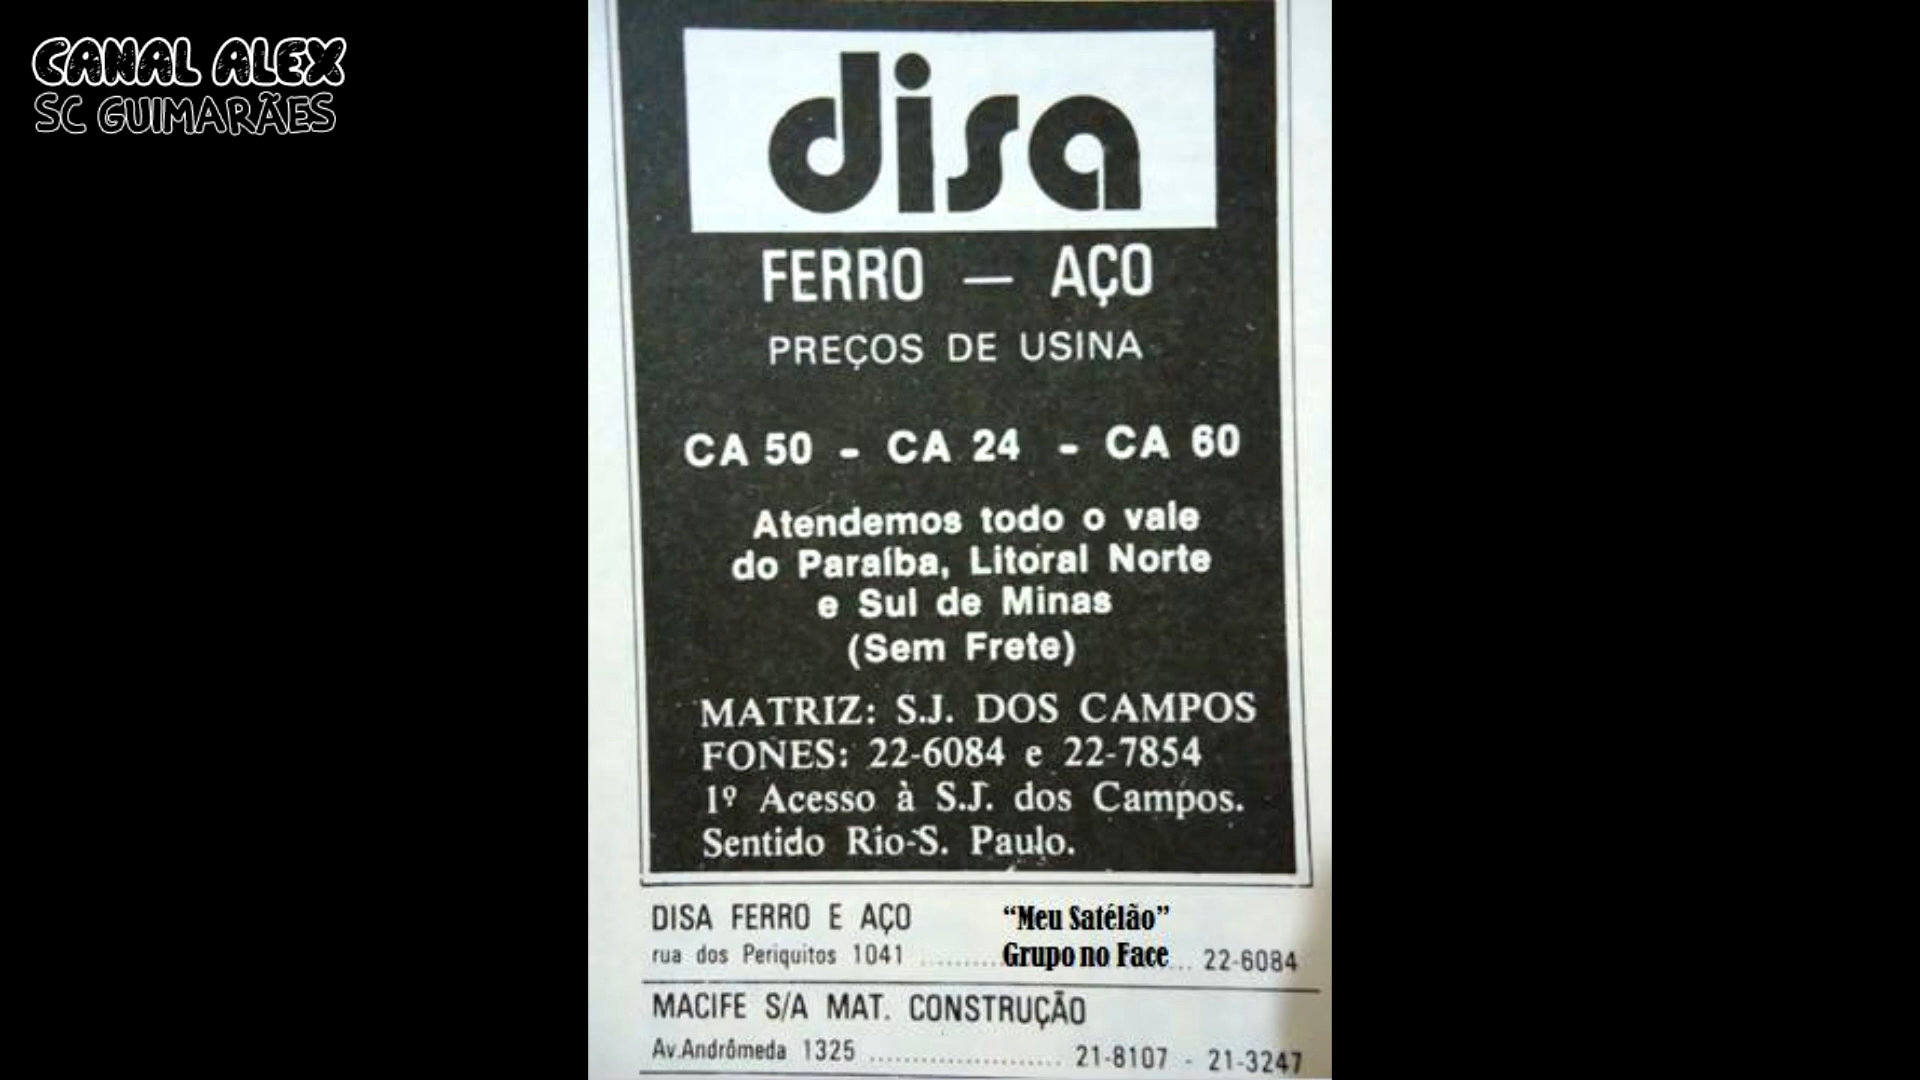 CANAL ALEX
SC GUIMARÃES
disa
FERRO — AÇO
PREÇOS DE USINA
CA 50 - CA 24 - CA 60
Atendemos todo o vale
do Paraíba, Litoral Norte
e Sul de Minas
(Sem Frete)
MATRIZ: S.J. DOS CAMPOS
FONES: 22-6084 e 22-7854
1º Acesso à S.J. dos Campos.
Sentido Rio-S. Paulo.
DISA FERRO E AÇO
rua dos Periquitos 1041 .......... 22-6084
“Meu Satélão”
Grupo no Face
MACIFE S/A MAT. CONSTRUÇÃO
Av.Andrômeda 1325 .......................... 21-8107 - 21-3247